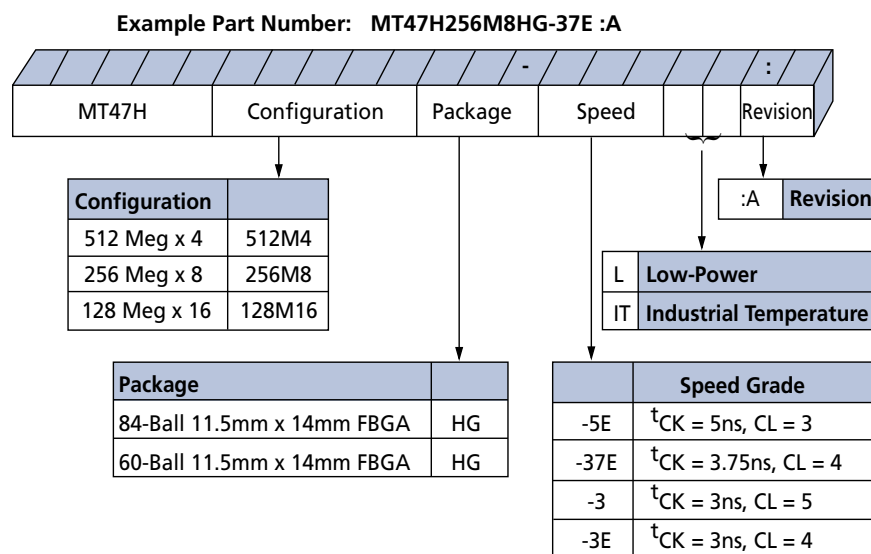 Example Part Number: MT47H256M8HG-37E :A
- :
MT47H Configuration Package Speed Revision
:A Revision
Configuration
512 Meg x 4 512M4
256 Meg x 8 256M8
128 Meg x 16 128M16
L Low-Power
IT Industrial Temperature
Package
84-Ball 11.5mm x 14mm FBGA HG
60-Ball 11.5mm x 14mm FBGA HG
Speed Grade
-5E tCK = 5ns, CL = 3
-37E tCK = 3.75ns, CL = 4
-3 tCK = 3ns, CL = 5
-3E tCK = 3ns, CL = 4